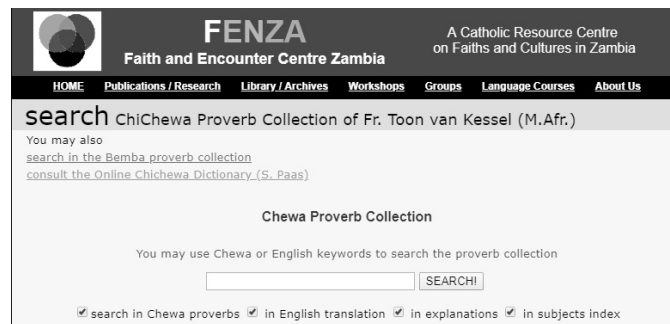 FENZA
Faith and Encounter Centre Zambia
A Catholic Resource Centre
on Faiths and Cultures in Zambia
HOME Publications / Research Library / Archives Workshops Groups Language Courses About Us
search ChiChewa Proverb Collection of Fr. Toon van Kessel (M.Afr.)
You may also
search in the Bemba proverb collection
consult the Online Chichewa Dictionary (S. Paas)
Chewa Proverb Collection
You may use Chewa or English keywords to search the proverb collection
SEARCH!
search in Chewa proverbs in English translation in explanations in subjects index